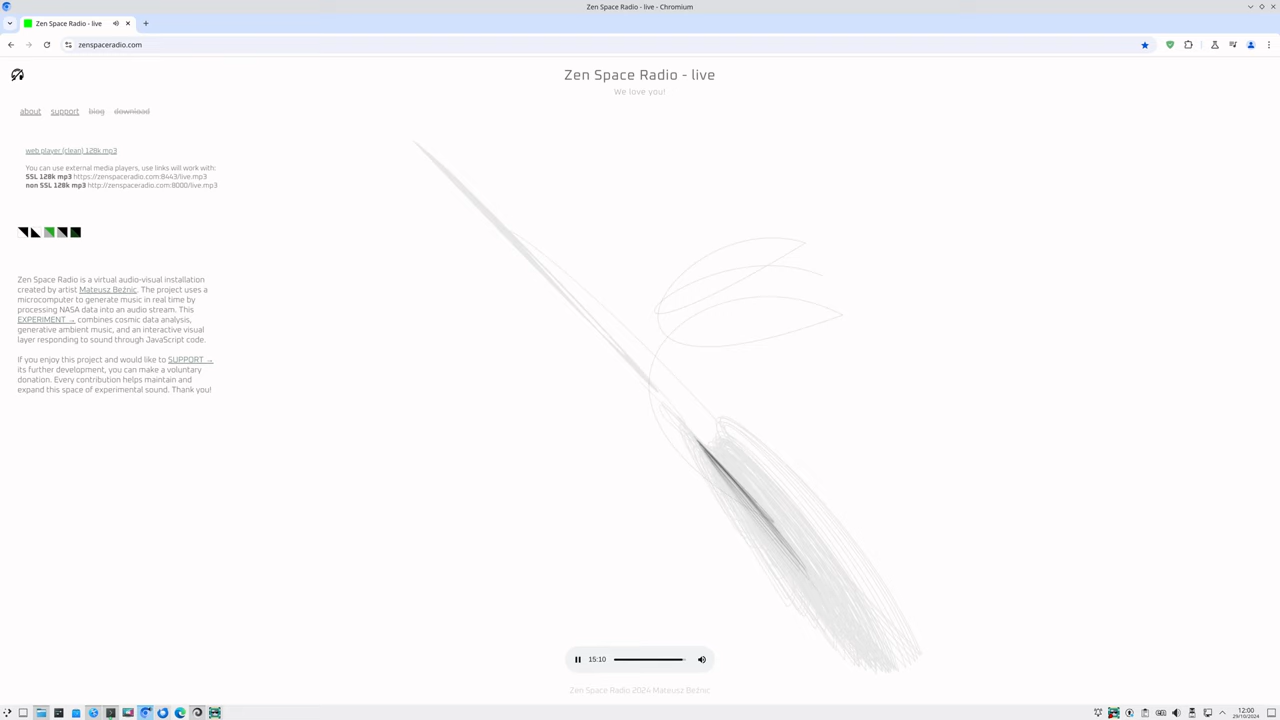 Zen Space Radio - live - Chromium
Zen Space Radio - live
zenspaceradio.com
Zen Space Radio - live
We love you!
about support blog download
web player (clean) 128k mp3
You can use external media players, use links will work with:
SSL 128k mp3 https://zenspaceradio.com:8443/live.mp3
non SSL 128k mp3 http://zenspaceradio.com:8000/live.mp3
Zen Space Radio is a virtual audio-visual installation
created by artist Mateusz Beźnic. The project uses a
microcomputer to generate music in real time by
processing NASA data into an audio stream. This
EXPERIMENT → combines cosmic data analysis,
generative ambient music, and an interactive visual
layer responding to sound through JavaScript code.
If you enjoy this project and would like to SUPPORT →
its further development, you can make a voluntary
donation. Every contribution helps maintain and
expand this space of experimental sound. Thank you!
15:10
Zen Space Radio 2024 Mateusz Beźnic
12:00
29/10/2024